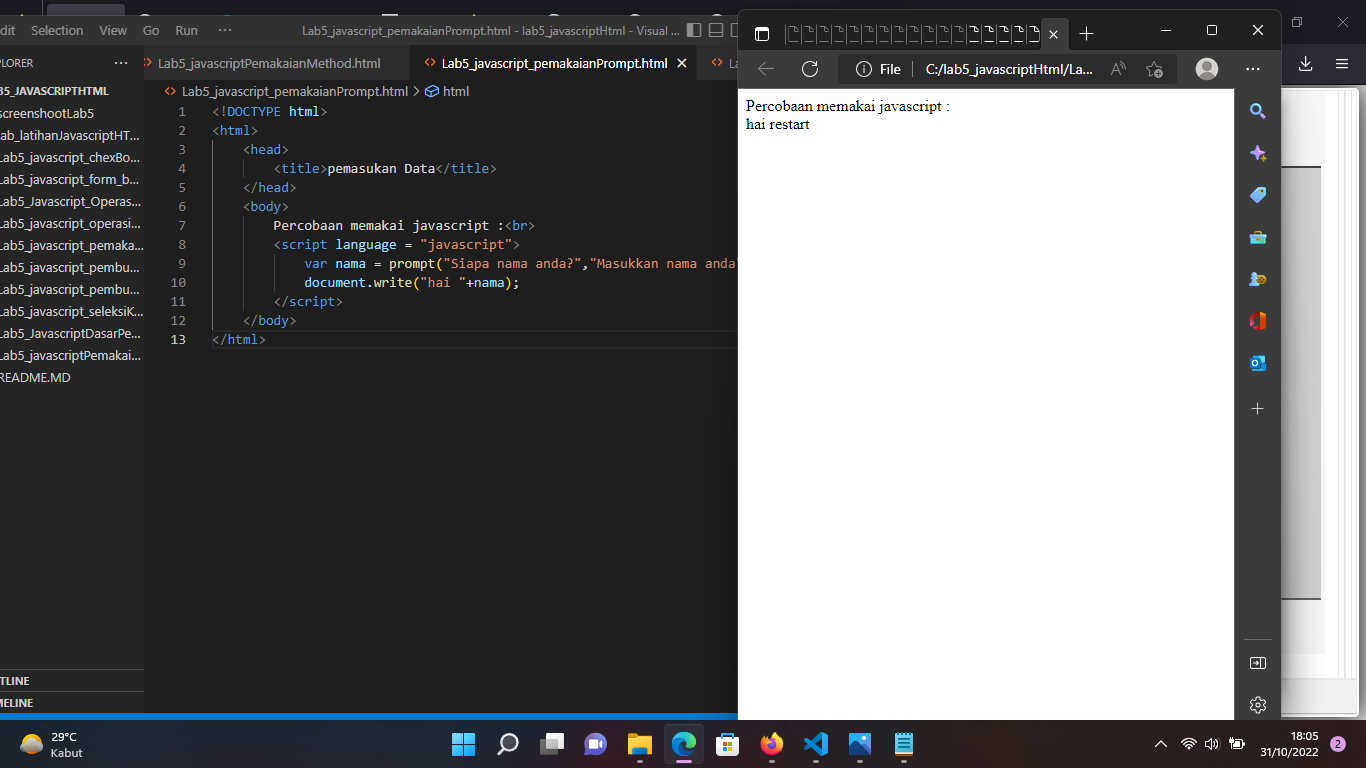 dit Selection View Go Run ··· Lab5_javascript_pemakaianPrompt.html - lab5_javascriptHtml - Visual ...
PLORER ···
B5_JAVASCRIPTHTML
screenshootLab5
ab_latihanJavascriptHT...
Lab5_javascript_chexBo...
Lab5_javascript_form_b...
Lab5_Javascript_Operas...
Lab5_javascript_operasi...
Lab5_javascript_pemaka...
Lab5_javascript_pembu...
Lab5_javascript_pembu...
Lab5_javascript_seleksiK...
Lab5_JavascriptDasarPe...
Lab5_javascriptPemakai...
README.MD
TLINE
MELINE
Lab5_javascriptPemakaianMethod.html Lab5_javascript_pemakaianPrompt.html La
Lab5_javascript_pemakaianPrompt.html > html
1 <!DOCTYPE html>
2 <html>
3 <head>
4 <title>pemasukan Data</title>
5 </head>
6 <body>
7 Percobaan memakai javascript :<br>
8 <script language = "javascript">
9 var nama = prompt("Siapa nama anda?","Masukkan nama anda"
10 document.write("hai "+nama);
11 </script>
12 </body>
13 </html>
File C:/lab5_javascriptHtml/La...
Percobaan memakai javascript :
hai restart
29°C
Kabut
18:05
31/10/2022
2